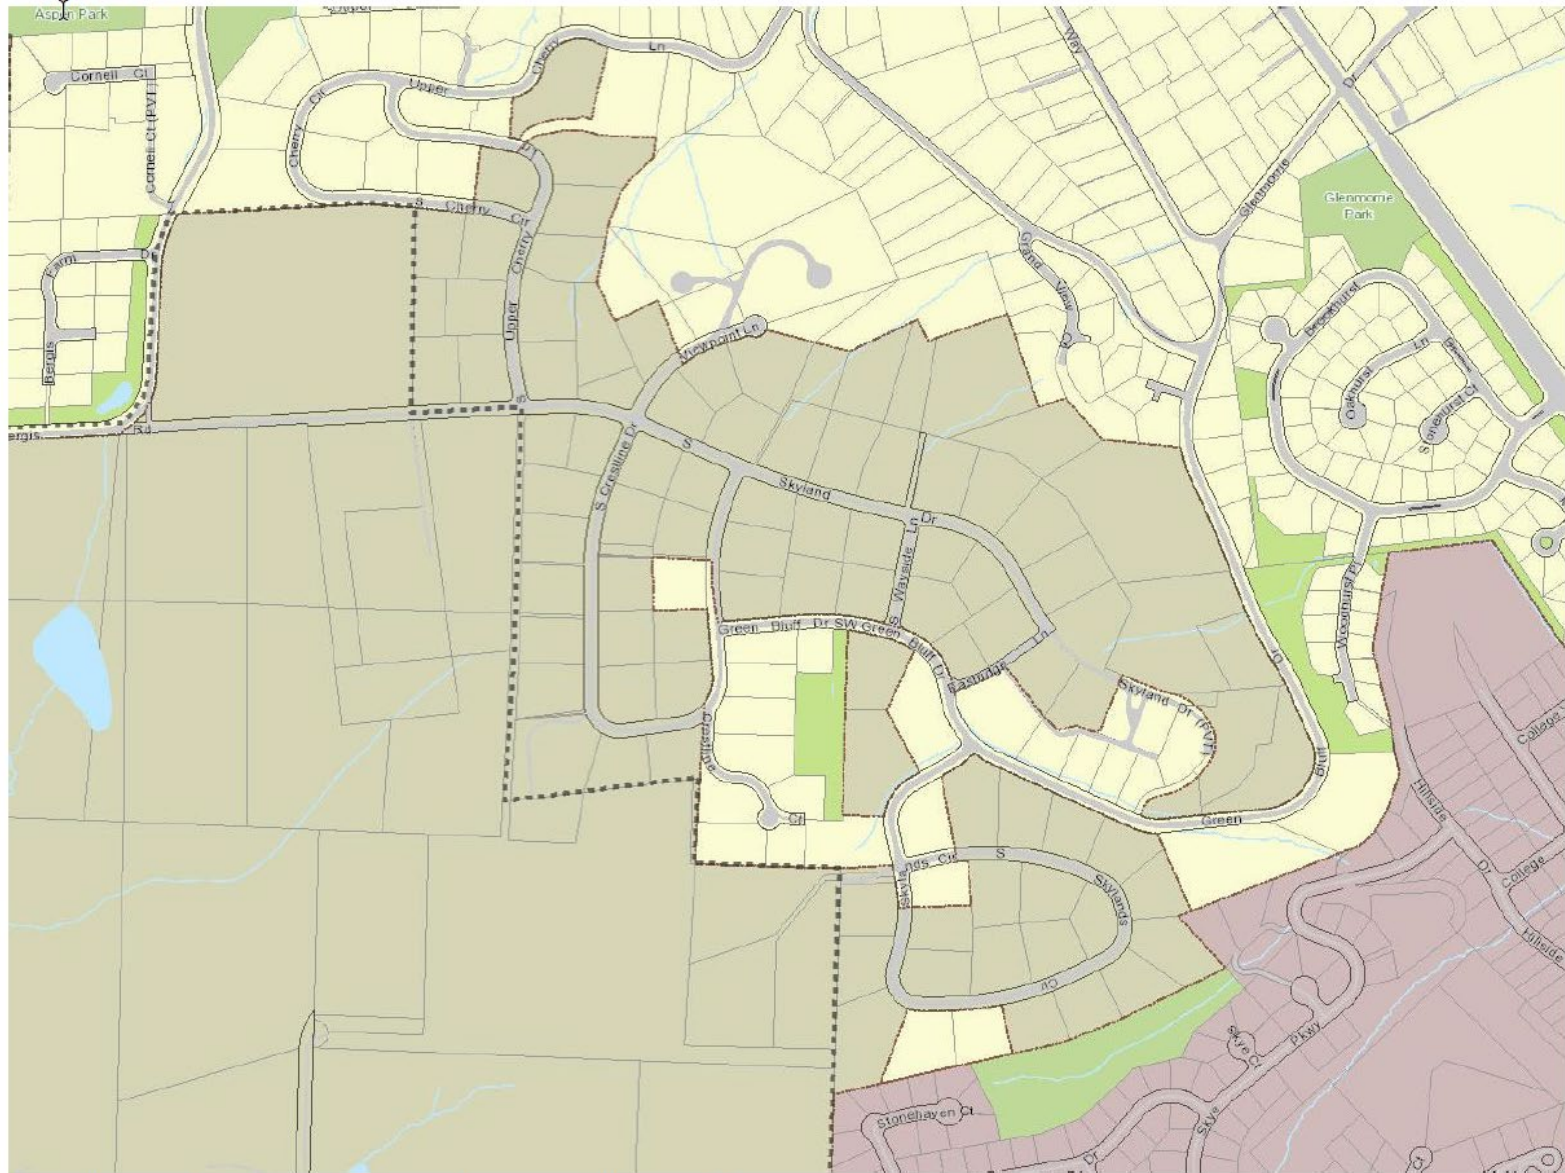 Aspen Park
Cornell Ct
Cornell Ct (PVT)
Upper
Cherry
Ln
Cherry
Cir
Way
Dr
Glenmorrie
Glenmorrie
Park
S Cherry Cir
Dr
Upper Cherry
S
Farm
Dr
Bergis
Bergis
Rd
Grand View Ct
Viewpoint Ln
Brookhurst
Oakhurst
Ln
Stonehurst Ct
S Crestline Dr
S
Skyland
Dr
S Wayside Ln
Woodhurst Pl
Green Bluff Dr
SW Green Bluff Dr
Eastridge
Ln
Skyland Dr (PVT)
Dr
Bluff
Green
Crestline
Ct
College
Hillside
Dr
College
Hillside
Skylands Cir
S
Skylands
Cir
Skye
Pkwy
Skye Ct
Stonehaven Ct
Skye
Dr
Ct